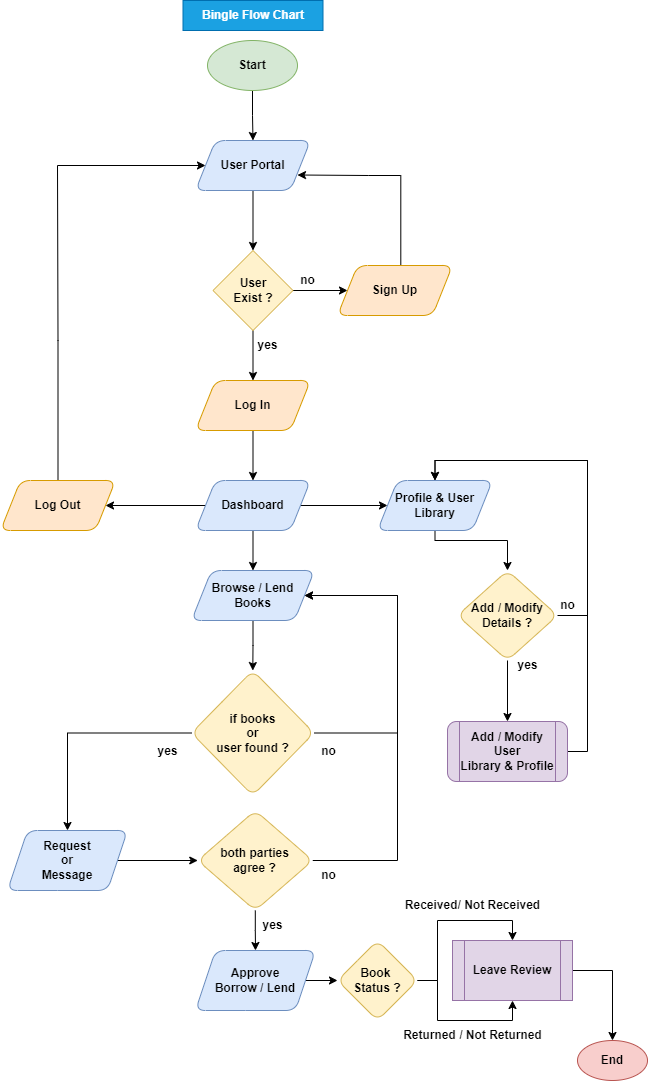 Bingle Flow Chart
Start
User Portal
User
Exist ?
no
Sign Up
yes
Log In
Log Out
Dashboard
Profile & User
Library
Browse / Lend
Books
Add / Modify
Details ?
no
yes
if books
or
user found ?
yes
no
Add / Modify
User
Library & Profile
Request
or
Message
both parties
agree ?
no
yes
Received/ Not Received
Approve
Borrow / Lend
Book
Status ?
Leave Review
Returned / Not Returned
End